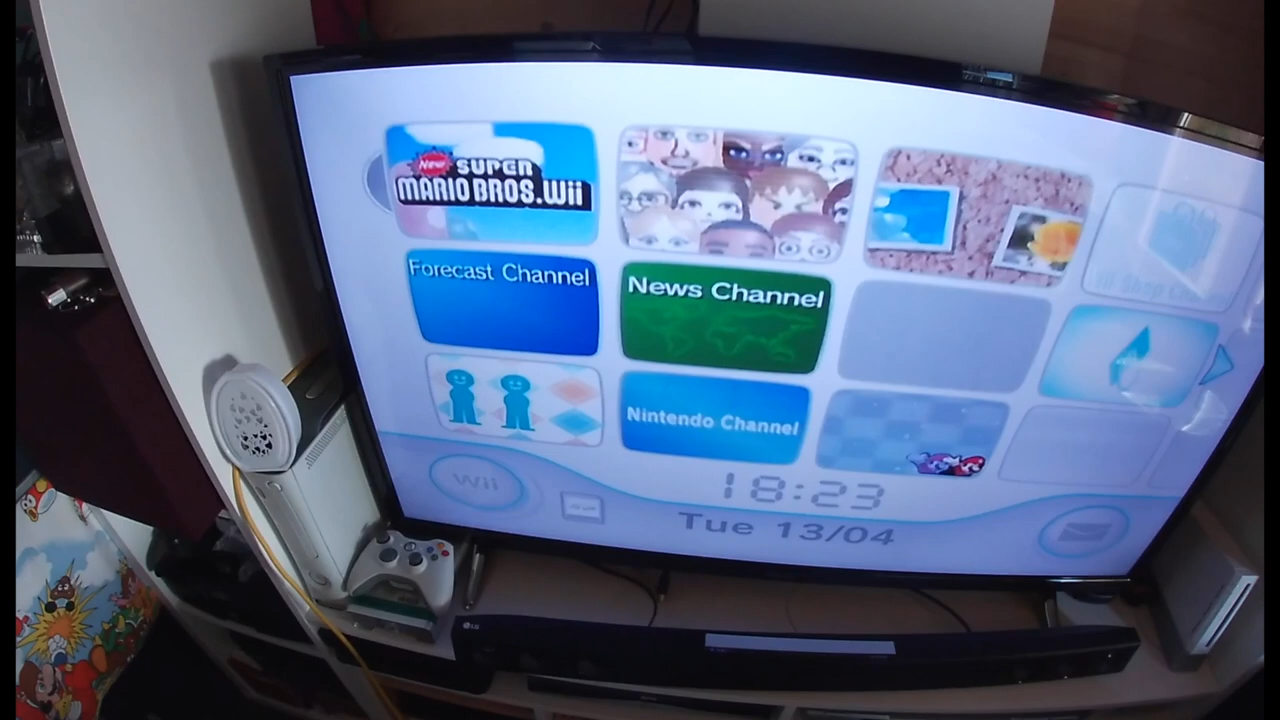 New SUPER
MARIO BROS.Wii
Forecast Channel
News Channel
Nintendo Channel
Wii
18:23
Tue 13/04
LG